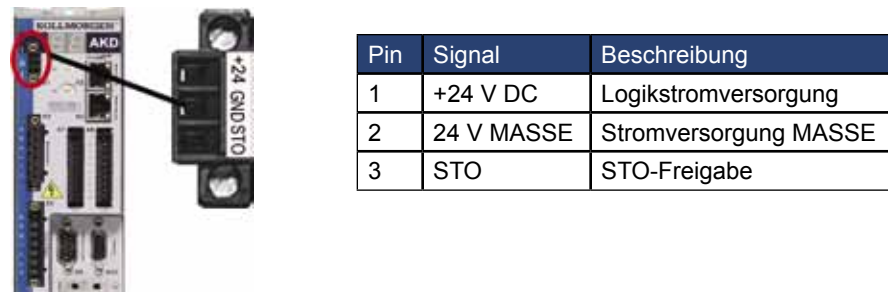 KOLLMORGEN
AKD
+24 GND STO
Pin Signal Beschreibung
1 +24 V DC Logikstromversorgung
2 24 V MASSE Stromversorgung MASSE
3 STO STO-Freigabe